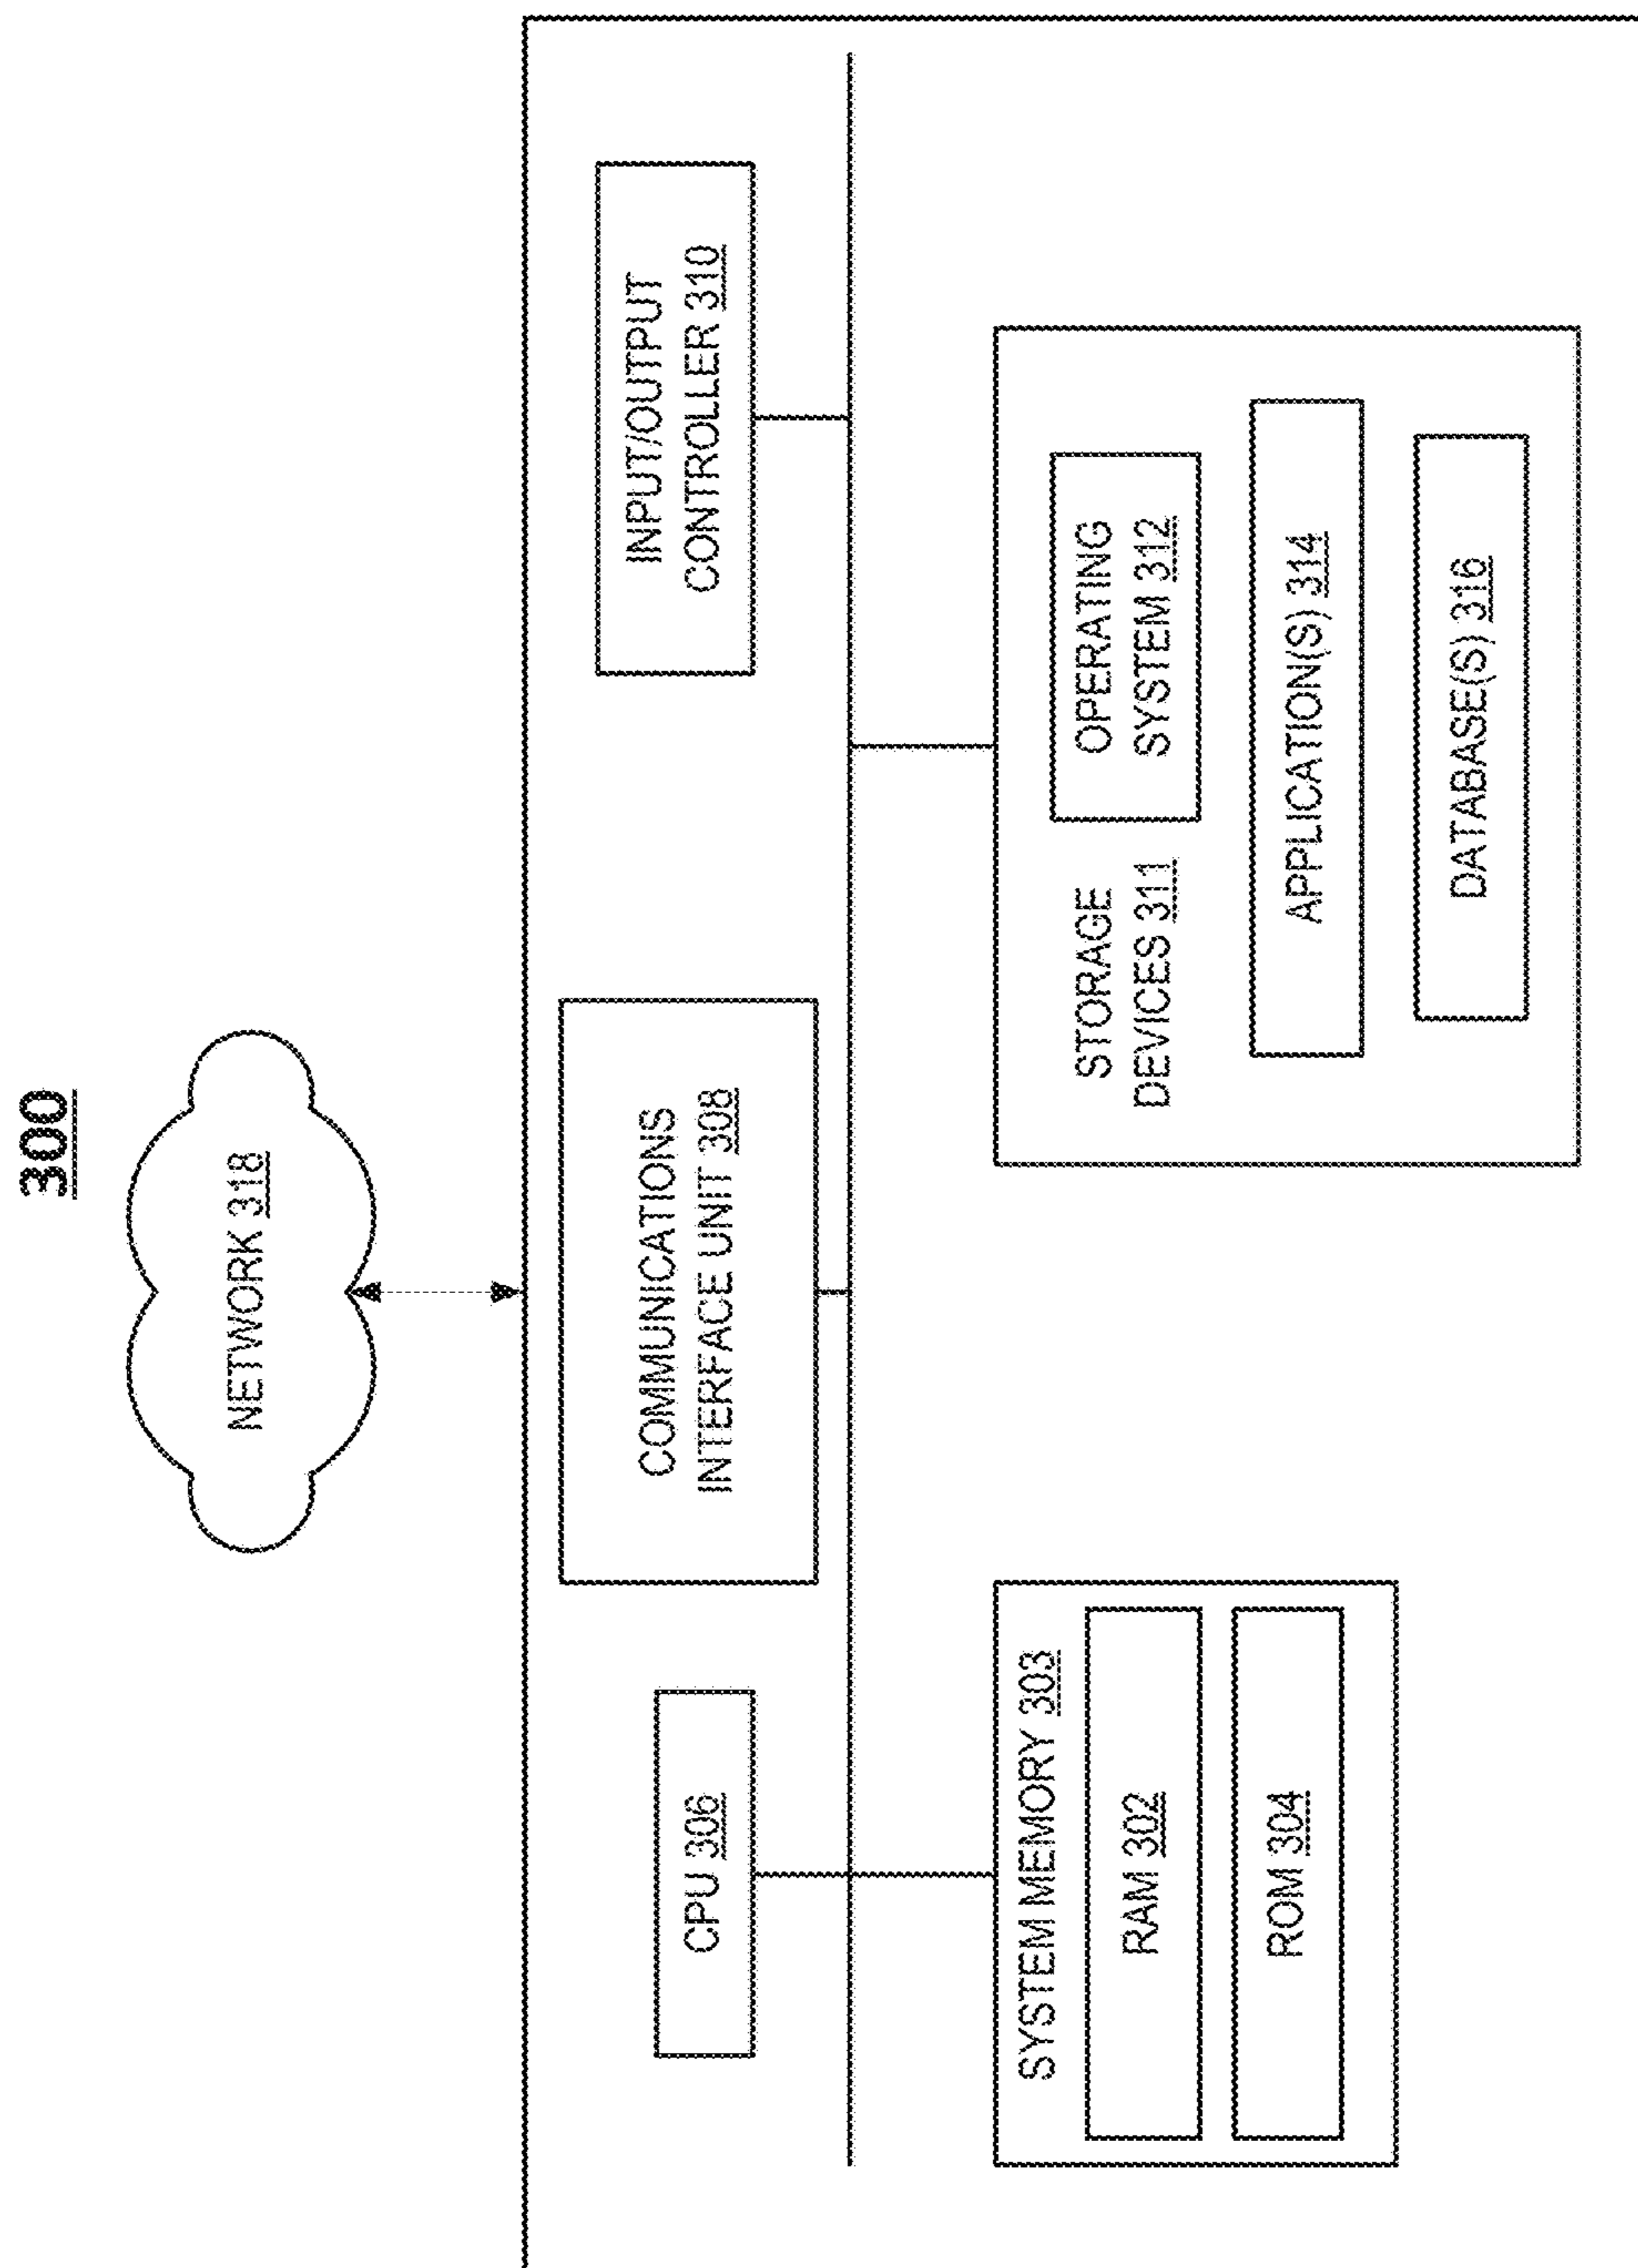 300
NETWORK 318
CPU 306
COMMUNICATIONS
INTERFACE UNIT 308
INPUT/OUTPUT
CONTROLLER 310
SYSTEM MEMORY 303
RAM 302
ROM 304
STORAGE
DEVICES 311
OPERATING
SYSTEM 312
APPLICATION(S) 314
DATABASE(S) 316